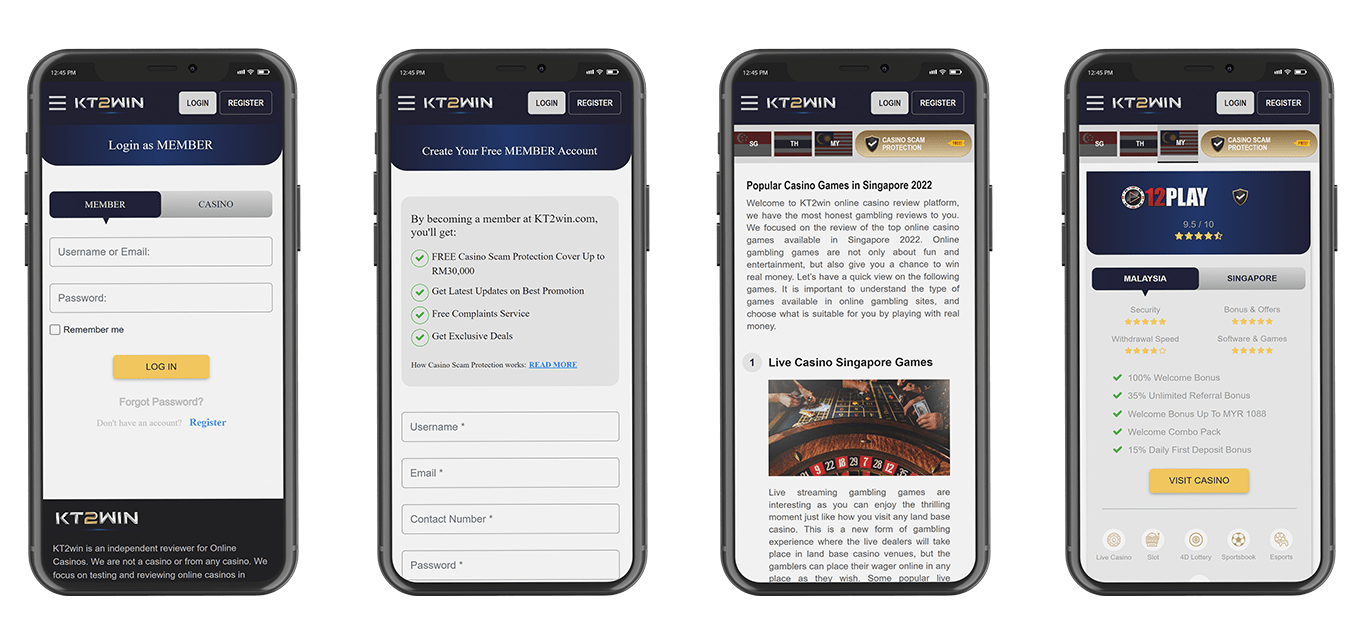 12:45 PM
KT2WIN
LOGIN
REGISTER
Login as MEMBER
MEMBER
CASINO
Username or Email:
Password:
Remember me
LOG IN
Forgot Password?
Don't have an account? Register
KT2WIN
KT2win is an independent reviewer for Online
Casinos. We are not a casino or from any casino. We
focus on testing and reviewing online casinos in
12:45 PM
KT2WIN
LOGIN
REGISTER
Create Your Free MEMBER Account
By becoming a member at KT2win.com,
you'll get:
FREE Casino Scam Protection Cover Up to
RM30,000
Get Latest Updates on Best Promotion
Free Complaints Service
Get Exclusive Deals
How Casino Scam Protection works: READ MORE
Username *
Email *
Contact Number *
Password *
12:45 PM
KT2WIN
LOGIN
REGISTER
SG
TH
MY
CASINO SCAM
PROTECTION
FREE
Popular Casino Games in Singapore 2022
Welcome to KT2win online casino review platform,
we have the most honest gambling reviews to you.
We focused on the review of the top online casino
games available in Singapore 2022. Online
gambling games are not only about fun and
entertainment, but also give you a chance to win
real money. Let's have a quick view on the following
games. It is important to understand the type of
games available in online gambling sites, and
choose what is suitable for you by playing with real
money.
1 Live Casino Singapore Games
9 22 18 29 7 28 12 35
Live streaming gambling games are
interesting as you can enjoy the thrilling
moment just like how you visit any land base
casino. This is a new form of gambling
experience where the live dealers will take
place in land base casino venues, but the
gamblers can place their wager online in any
place as they wish. Some popular live
12:45 PM
KT2WIN
LOGIN
REGISTER
SG
TH
MY
CASINO SCAM
PROTECTION
FREE
12PLAY
9.5 / 10
MALAYSIA
SINGAPORE
Security
Bonus & Offers
Withdrawal Speed
Software & Games
100% Welcome Bonus
35% Unlimited Referral Bonus
Welcome Bonus Up To MYR 1088
Welcome Combo Pack
15% Daily First Deposit Bonus
VISIT CASINO
Live Casino
Slot
4D Lottery
Sportsbook
Esports